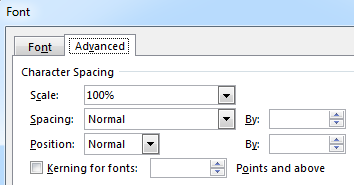 Font
Font Advanced
Character Spacing
Scale: 100%
Spacing: Normal By:
Position: Normal By:
Kerning for fonts: Points and above